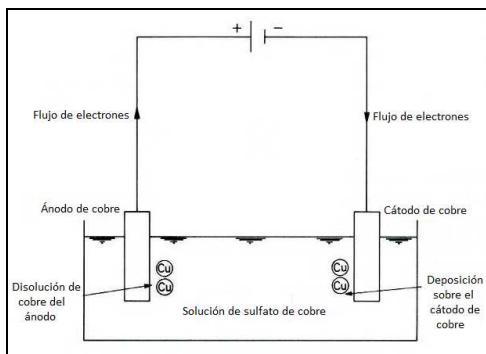 + −
Flujo de electrones
Flujo de electrones
Ánodo de cobre
Cátodo de cobre
Cu
Cu
Cu
Cu
Disolución de
cobre del
ánodo
Solución de sulfato de cobre
Deposición
sobre el
cátodo de
cobre